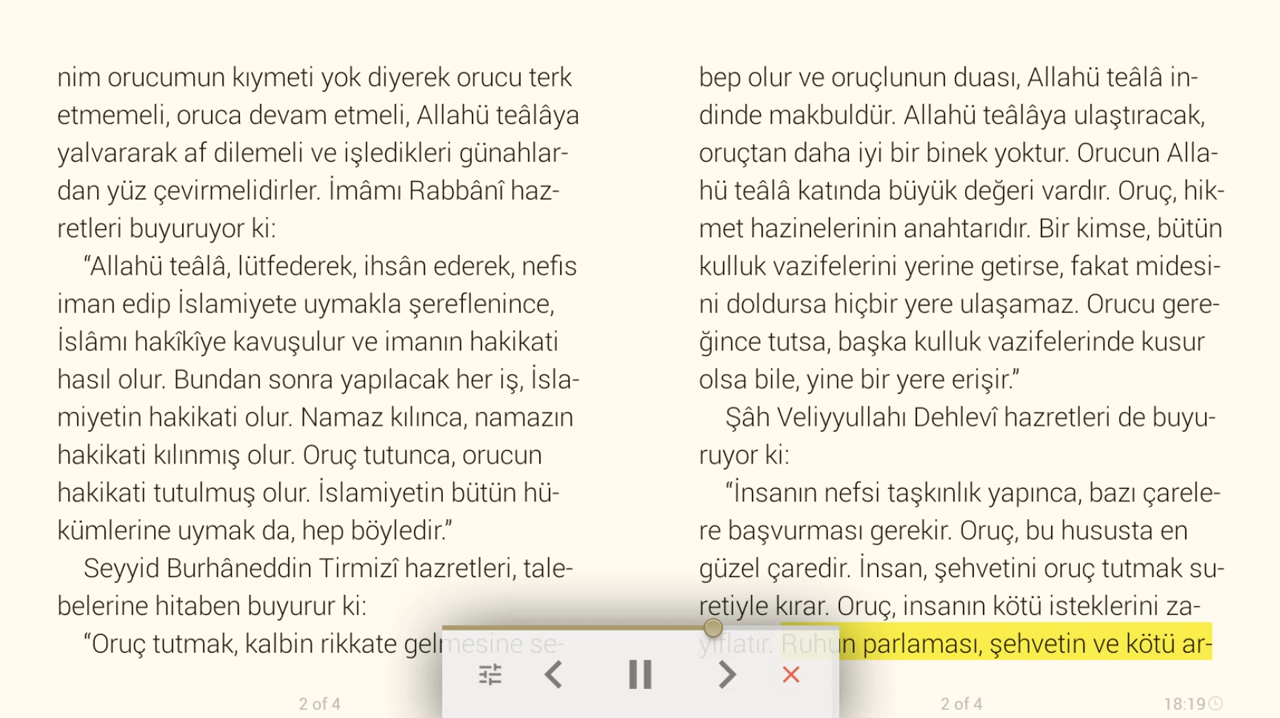 nim orucumun kıymeti yok diyerek orucu terk
etmemeli, oruca devam etmeli, Allahü teâlâya
yalvararak af dilemeli ve işledikleri günahlar-
dan yüz çevirmelidirler. İmâmı Rabbânî haz-
retleri buyuruyor ki:
“Allahü teâlâ, lütfederek, ihsân ederek, nefis
iman edip İslamiyete uymakla şereflenince,
İslâmı hakîkîye kavuşulur ve imanın hakikati
hasıl olur. Bundan sonra yapılacak her iş, İsla-
miyetin hakikati olur. Namaz kılınca, namazın
hakikati kılınmış olur. Oruç tutunca, orucun
hakikati tutulmuş olur. İslamiyetin bütün hü-
kümlerine uymak da, hep böyledir.”
Seyyid Burhâneddin Tirmizî hazretleri, tale-
belerine hitaben buyurur ki:
“Oruç tutmak, kalbin rikkate gelmesine se-
2 of 4
bep olur ve oruçlunun duası, Allahü teâlâ in-
dinde makbuldür. Allahü teâlâya ulaştıracak,
oruçtan daha iyi bir binek yoktur. Orucun Alla-
hü teâlâ katında büyük değeri vardır. Oruç, hik-
met hazinelerinin anahtarıdır. Bir kimse, bütün
kulluk vazifelerini yerine getirse, fakat midesi-
ni doldursa hiçbir yere ulaşamaz. Orucu gere-
ğince tutsa, başka kulluk vazifelerinde kusur
olsa bile, yine bir yere erişir.”
Şâh Veliyyullahı Dehlevî hazretleri de buyu-
ruyor ki:
“İnsanın nefsi taşkınlık yapınca, bazı çarele-
re başvurması gerekir. Oruç, bu hususta en
güzel çaredir. İnsan, şehvetini oruç tutmak su-
retiyle kırar. Oruç, insanın kötü isteklerini za-
yıflatır. Ruhun parlaması, şehvetin ve kötü ar-
2 of 4
18:19